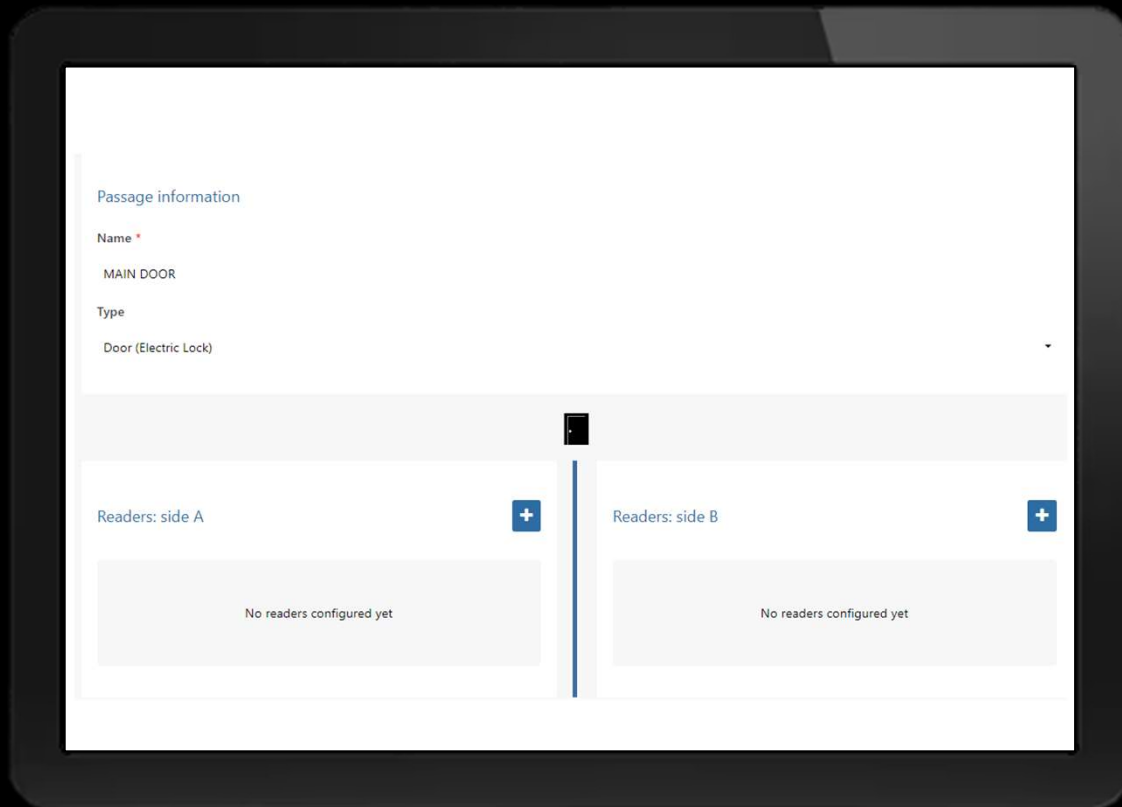 Passage information
Name *
MAIN DOOR
Type
Door (Electric Lock)
Readers: side A
No readers configured yet
Readers: side B
No readers configured yet